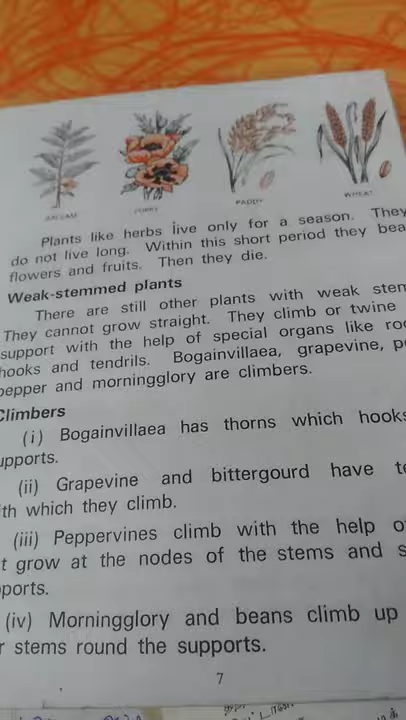 BALSAM
POPPY
PADDY
WHEAT
Plants like herbs live only for a season. They
do not live long. Within this short period they bea
flowers and fruits. Then they die.
Weak-stemmed plants
There are still other plants with weak stem
They cannot grow straight. They climb or twine
support with the help of special organs like roo
hooks and tendrils. Bogainvillaea, grapevine, p
pepper and morningglory are climbers.
Climbers
(i) Bogainvillaea has thorns which hooks
upports.
(ii) Grapevine and bittergourd have te
ith which they climb.
(iii) Peppervines climb with the help o
t grow at the nodes of the stems and s
pports.
(iv) Morningglory and beans climb up
r stems round the supports.
7